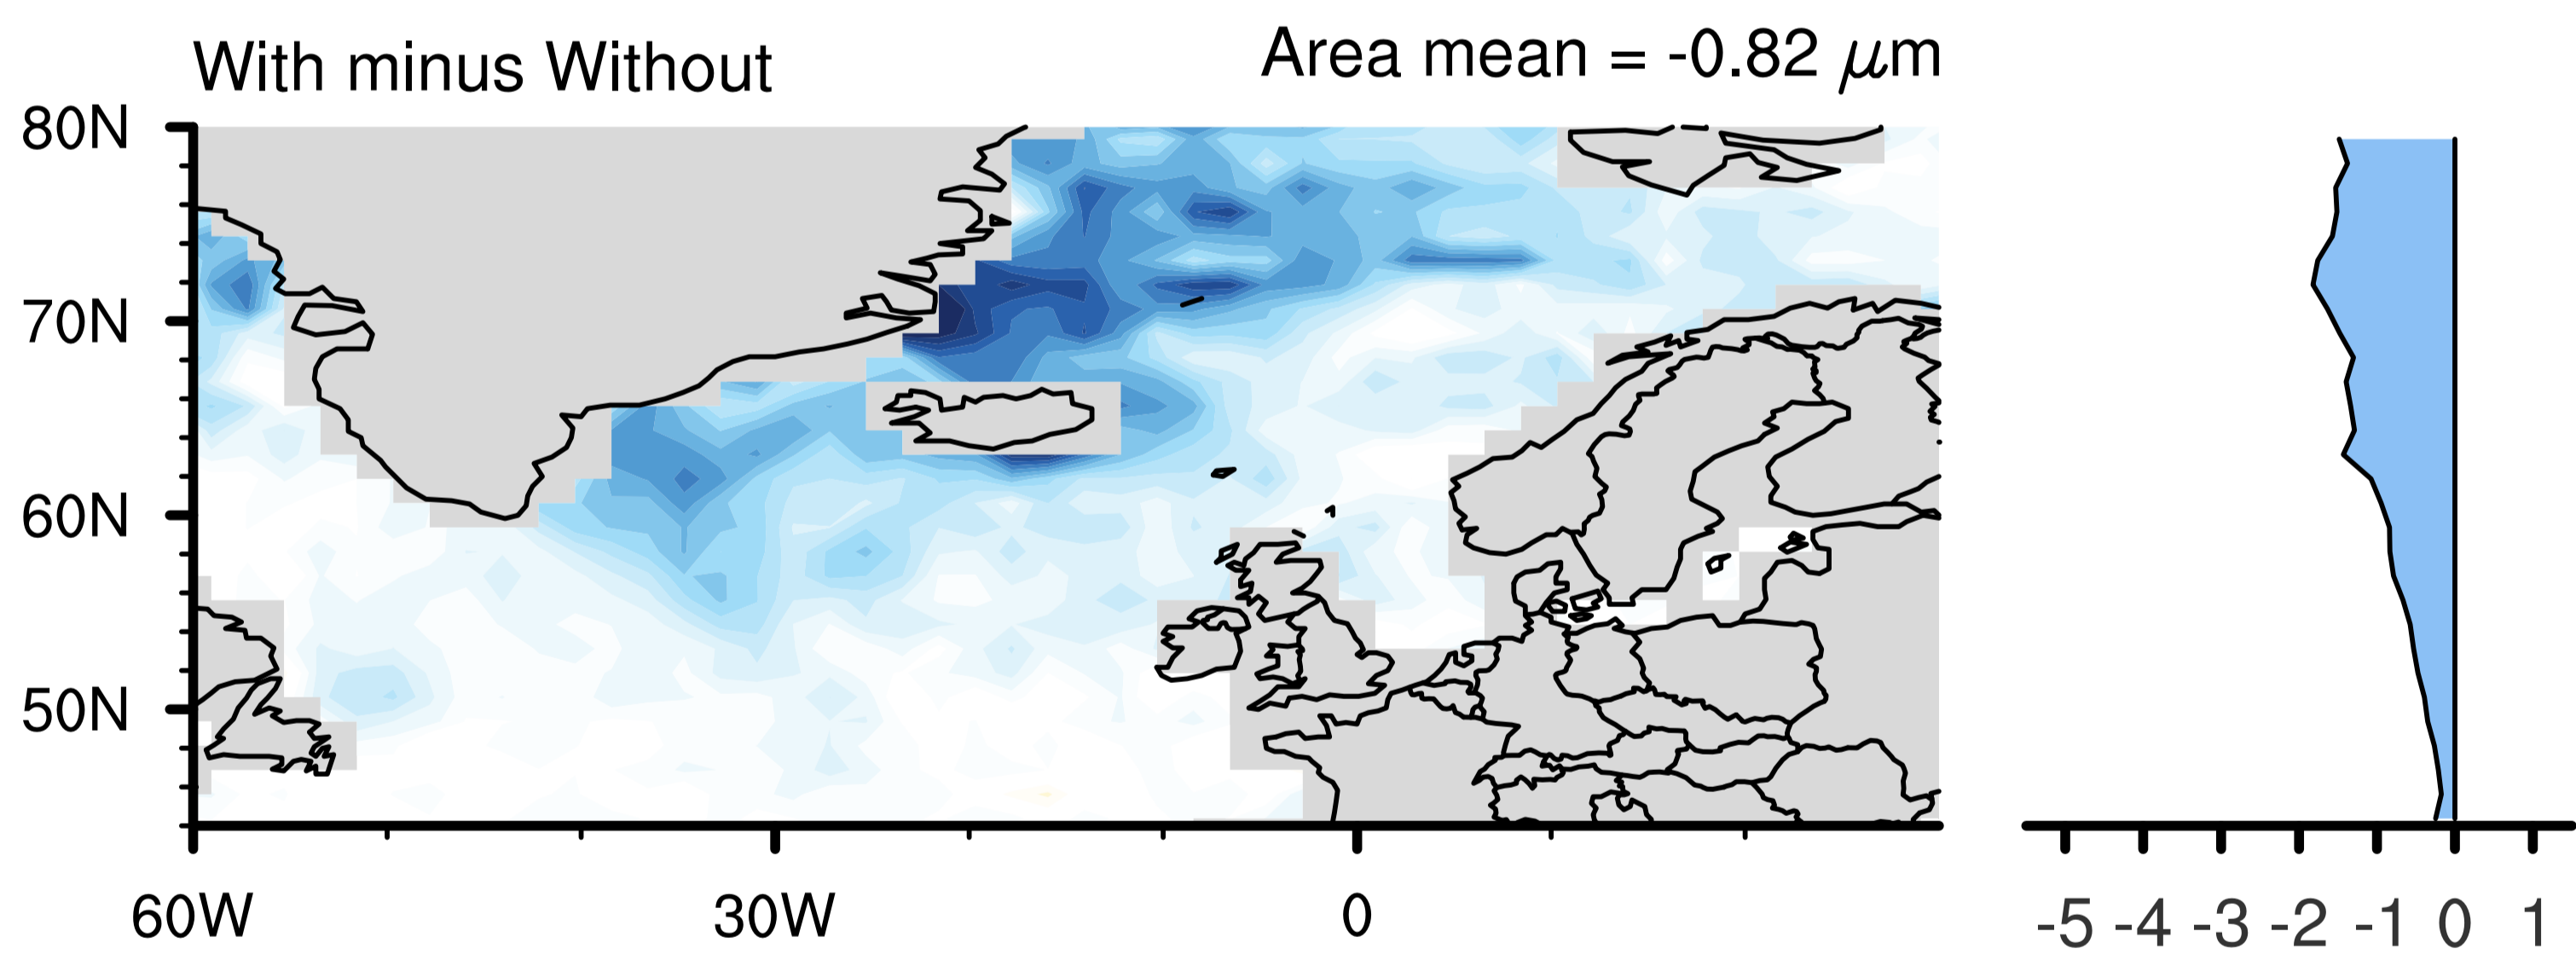 With minus Without
Area mean = -0.82 μm
80N
70N
60N
50N
60W 30W 0
-5 -4 -3 -2 -1 0 1